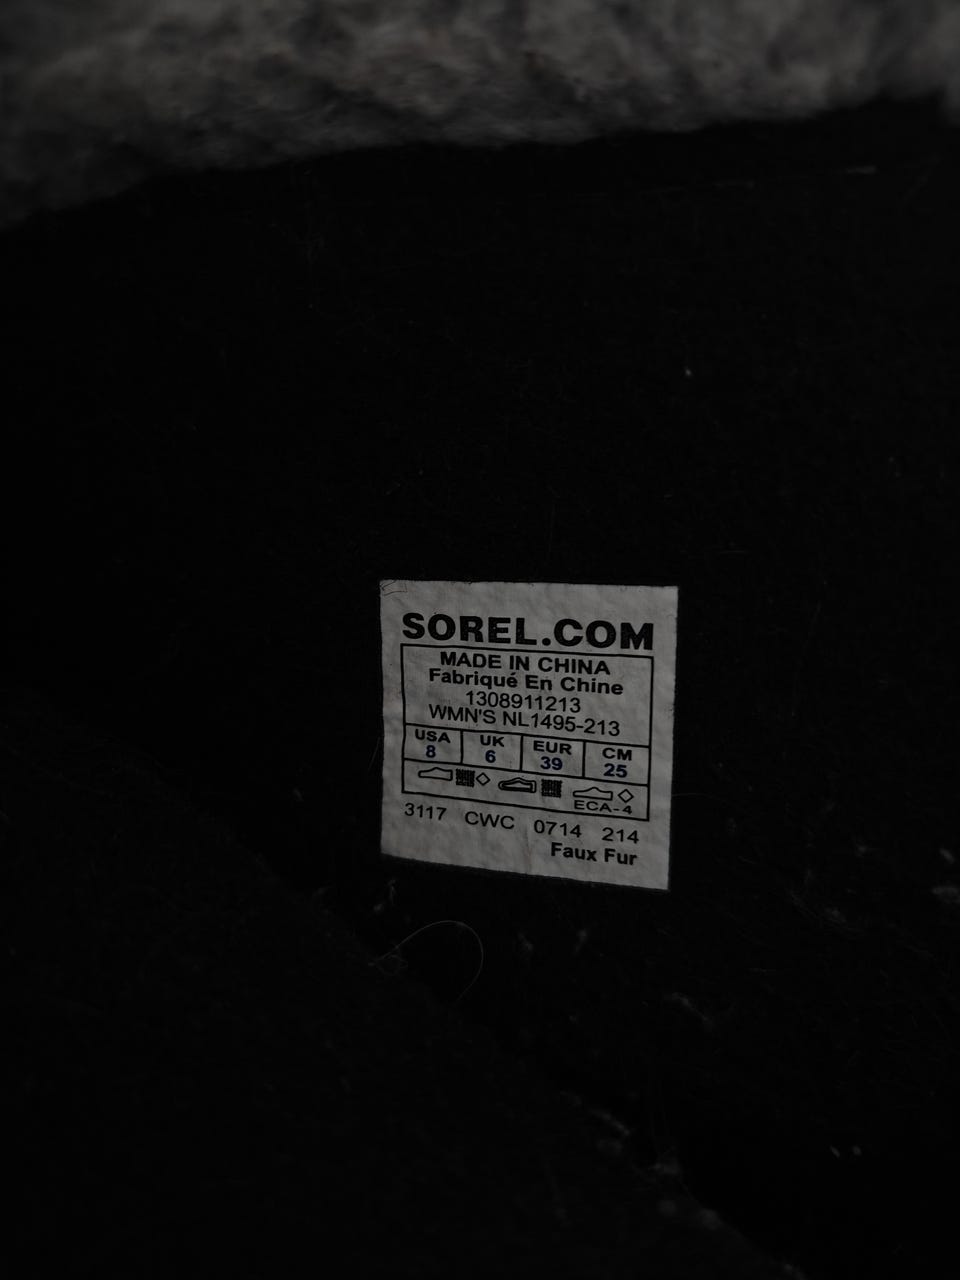 SOREL.COM
MADE IN CHINA
Fabriqué En Chine
1308911213
WMN'S NL1495-213
USA UK EUR CM
8 6 39 25
ECA-4
3117 CWC 0714 214
Faux Fur